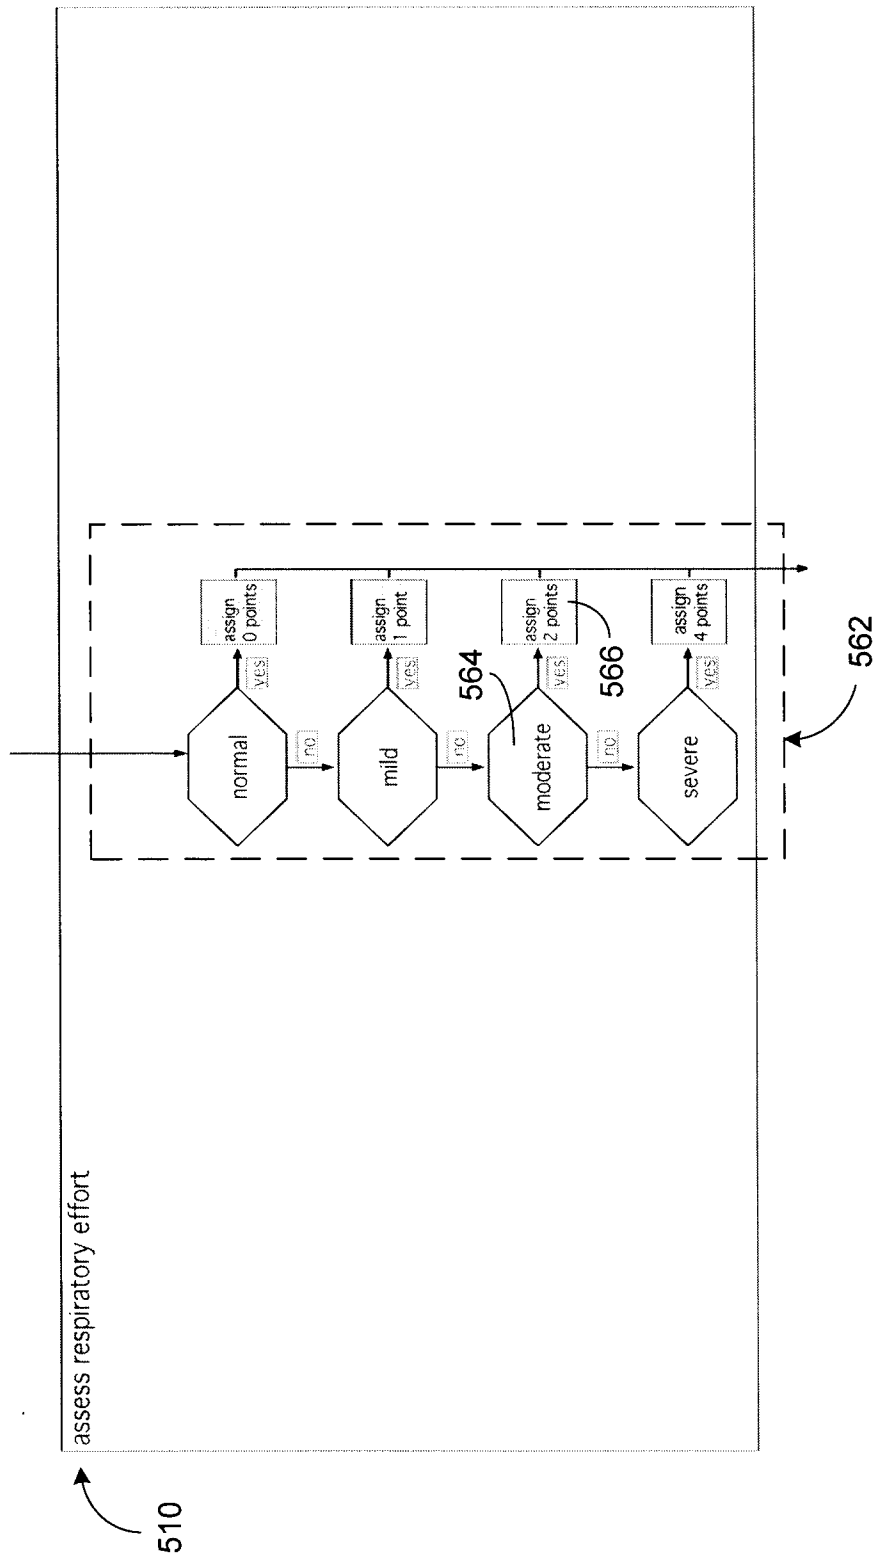 510
assess respiratory effort
normal
yes
assign
0 points
no
mild
yes
assign
1 point
no
564
moderate
yes
assign
2 points
566
no
severe
yes
assign
4 points
562